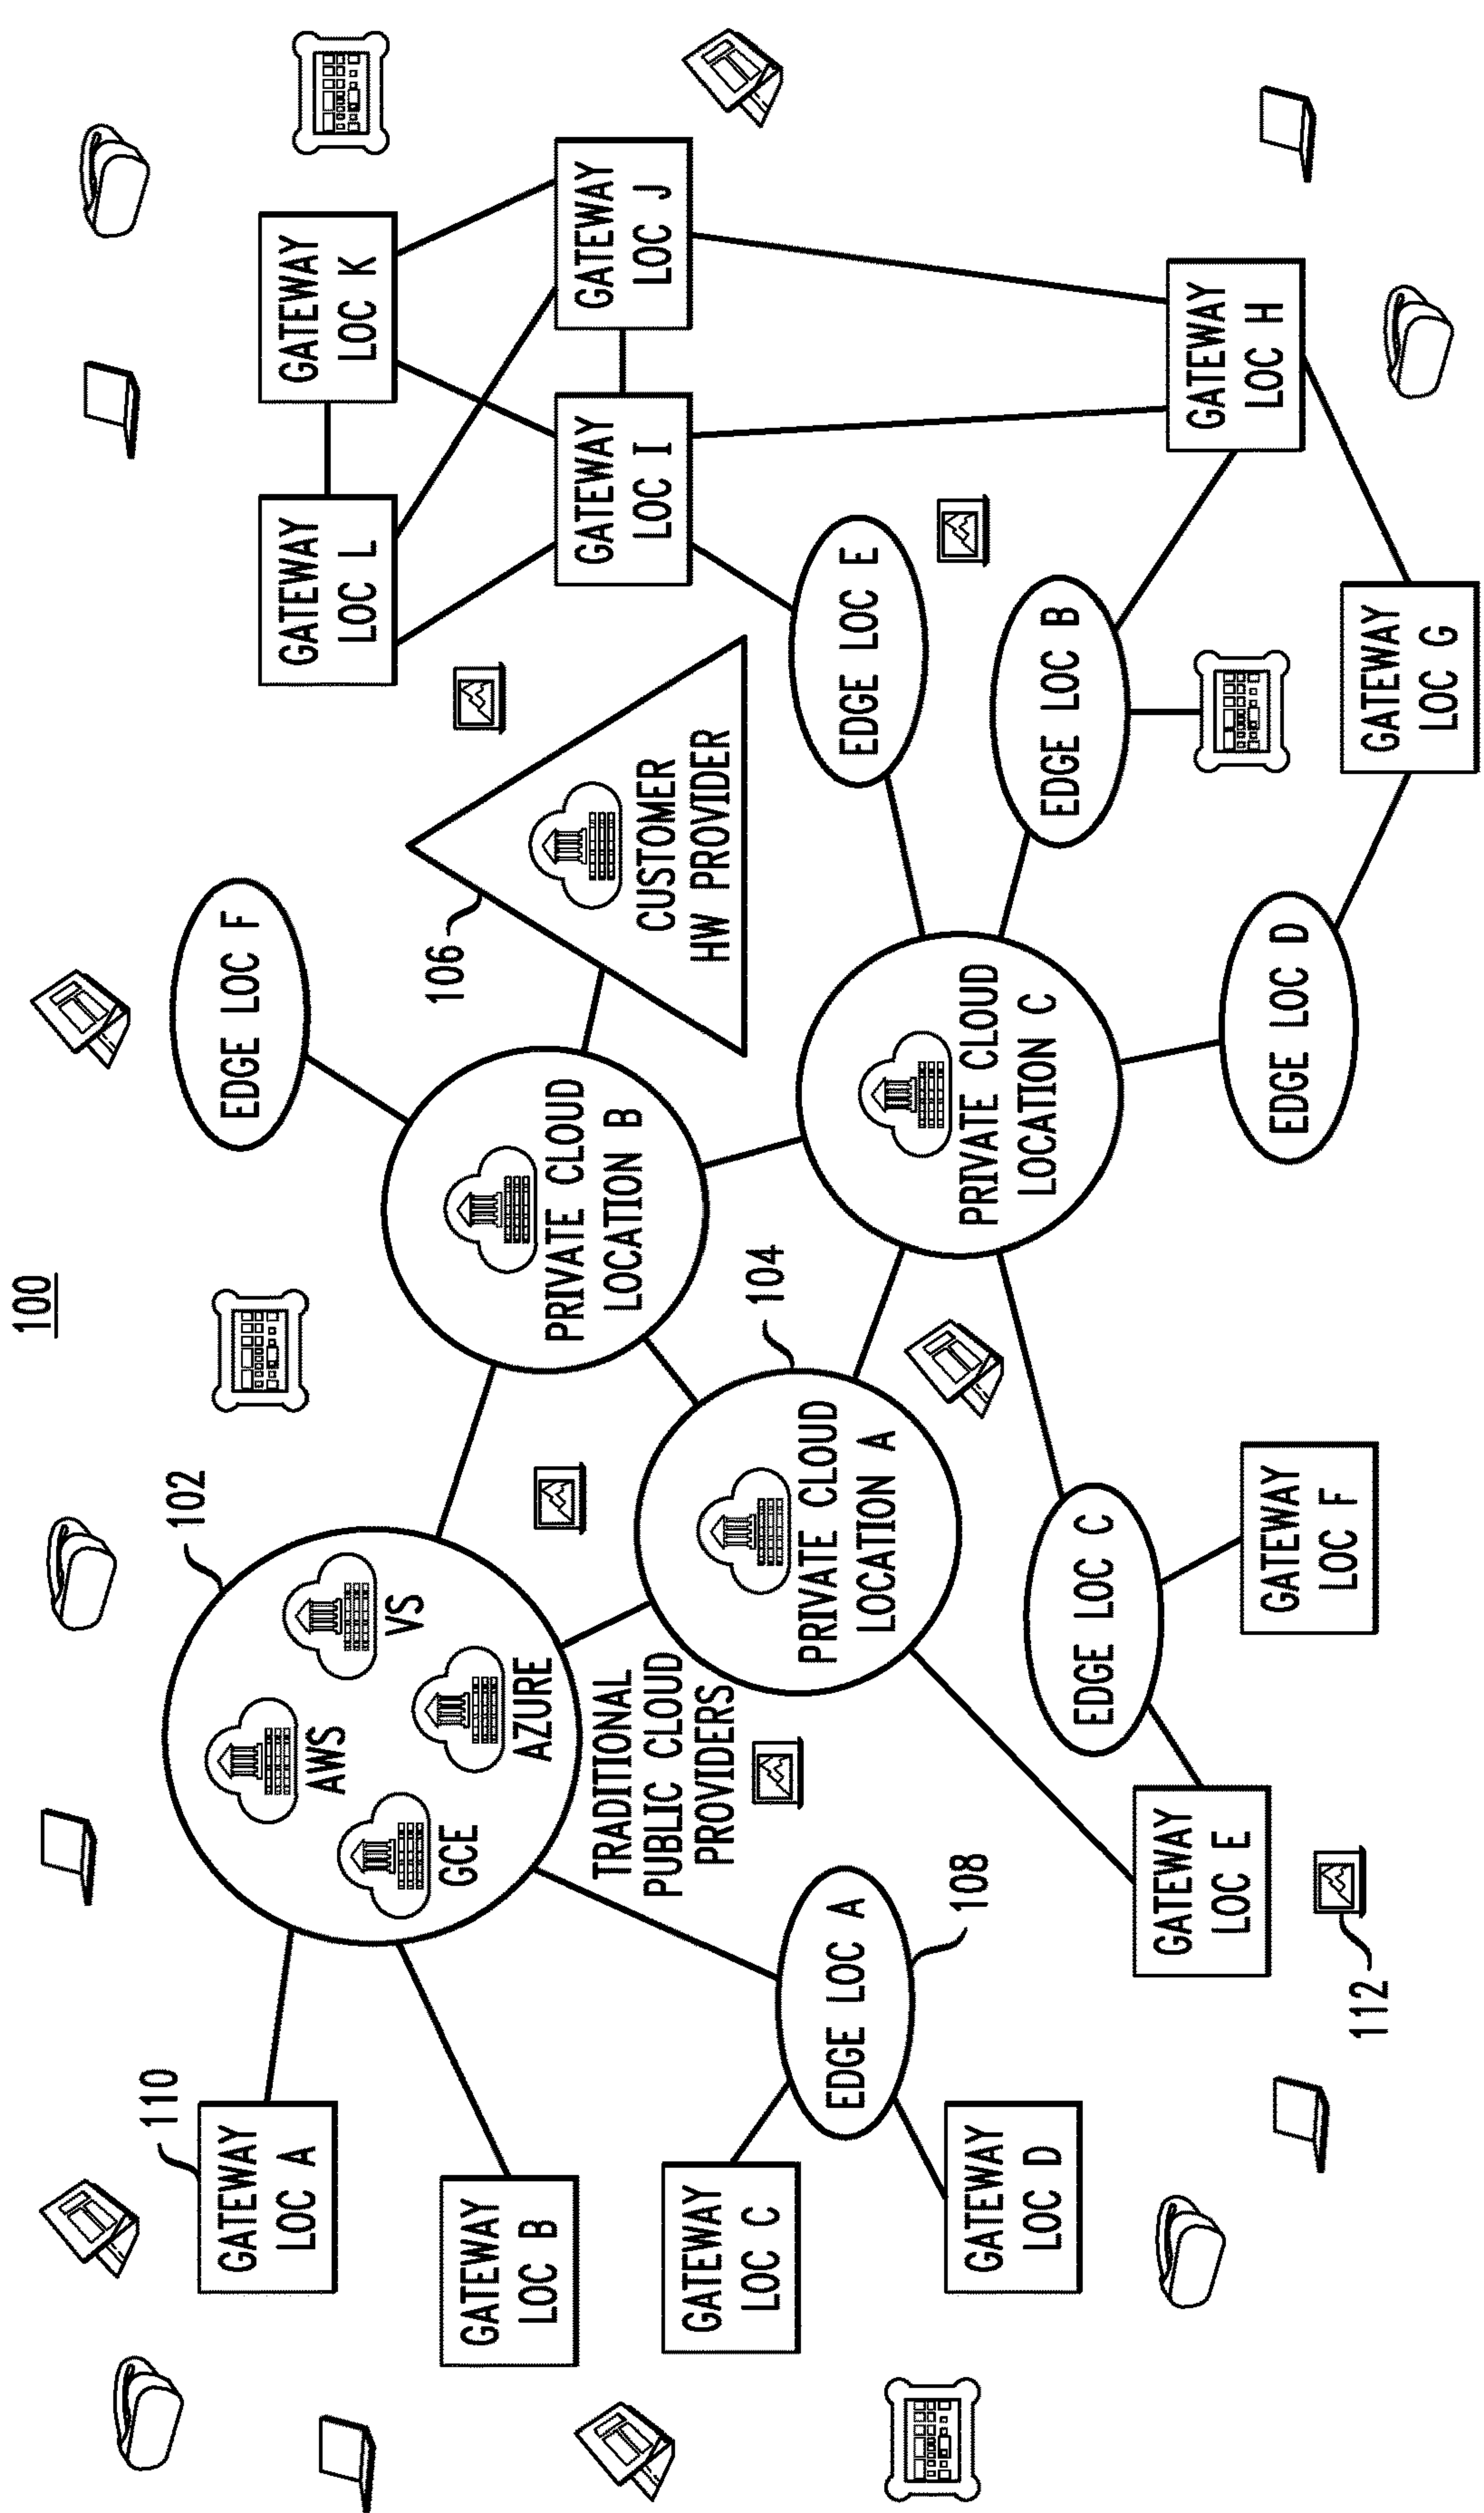 100
110
GATEWAY
LOC A
GATEWAY
LOC B
GATEWAY
LOC C
GATEWAY
LOC D
EDGE LOC A
108
102
AWS
VS
GCE
AZURE
TRADITIONAL
PUBLIC CLOUD
PROVIDERS
104
PRIVATE CLOUD
LOCATION A
GATEWAY
LOC E
112
EDGE LOC C
GATEWAY
LOC F
PRIVATE CLOUD
LOCATION B
EDGE LOC F
106
CUSTOMER
HW PROVIDER
PRIVATE CLOUD
LOCATION C
EDGE LOC D
EDGE LOC B
EDGE LOC E
GATEWAY
LOC G
GATEWAY
LOC H
GATEWAY
LOC L
GATEWAY
LOC K
GATEWAY
LOC I
GATEWAY
LOC J